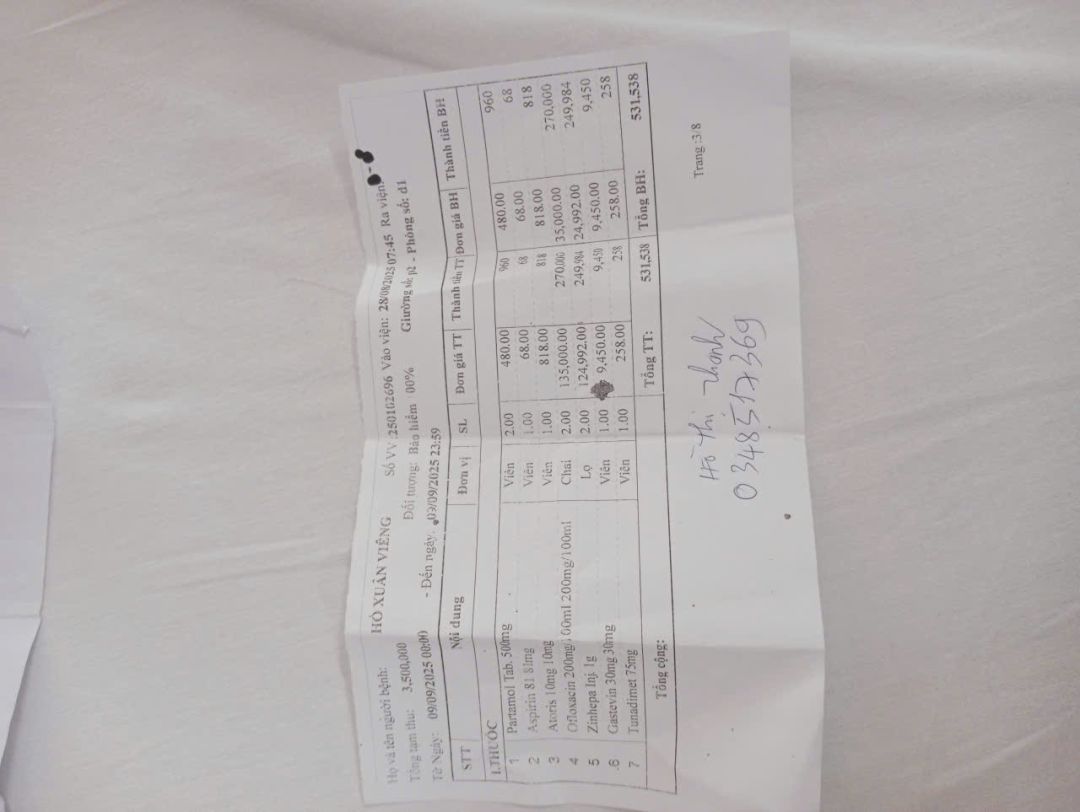 Họ và tên người bệnh: HỒ XUÂN VIÊNG Số VV :250102696 Vào viện: 28/08/2025 07:45 Ra viện:
Tổng tạm thu: 3,500,000 Đối tượng: Bảo hiểm 00% Giường số: p2 - Phòng số: d1
Từ Ngày: 09/09/2025 00:00 - Đến ngày: 09/09/2025 23:59
STT Nội dung Đơn vị SL Đơn giá TT Thành tiền TT Đơn giá BH Thành tiền BH
I.THUỐC
1 Partamol Tab. 500mg Viên 2.00 480.00 960 480.00 960
2 Aspirin 81 81mg Viên 1.00 68.00 68 68.00 68
3 Atoris 10mg 10mg Viên 1.00 818.00 818 818.00 818
4 Ofloxacin 200mg/100ml 200mg/100ml Chai 2.00 135,000.00 270,000 35,000.00 270,000
5 Zinhepa Inj. 1g Lọ 2.00 124,992.00 249,984 24,992.00 249,984
6 Gastevin 30mg 30mg Viên 1.00 9,450.00 9,450 9,450.00 9,450
7 Tunadimet 75mg Viên 1.00 258.00 258 258.00 258
Tổng cộng: Tổng TT: 531,538 Tổng BH: 531,538
Hồ Thị Thanh
0348517369
Trang :3/8